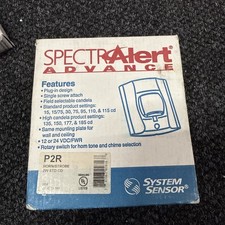 SPECTRAlert®
ADVANCE
Features
• Plug-in design
• Single screw attach
• Field selectable candela
• Standard product settings:
15, 15/75, 30, 75, 95, 110, & 115 cd
• High candela product settings:
135, 150, 177, & 185 cd
• Same mounting plate for
wall and ceiling
• 12 or 24 VDC/FWR
• Rotary switch for horn tone and chime selection
P2R
HORN/STROBE
SYSTEM
SENSOR